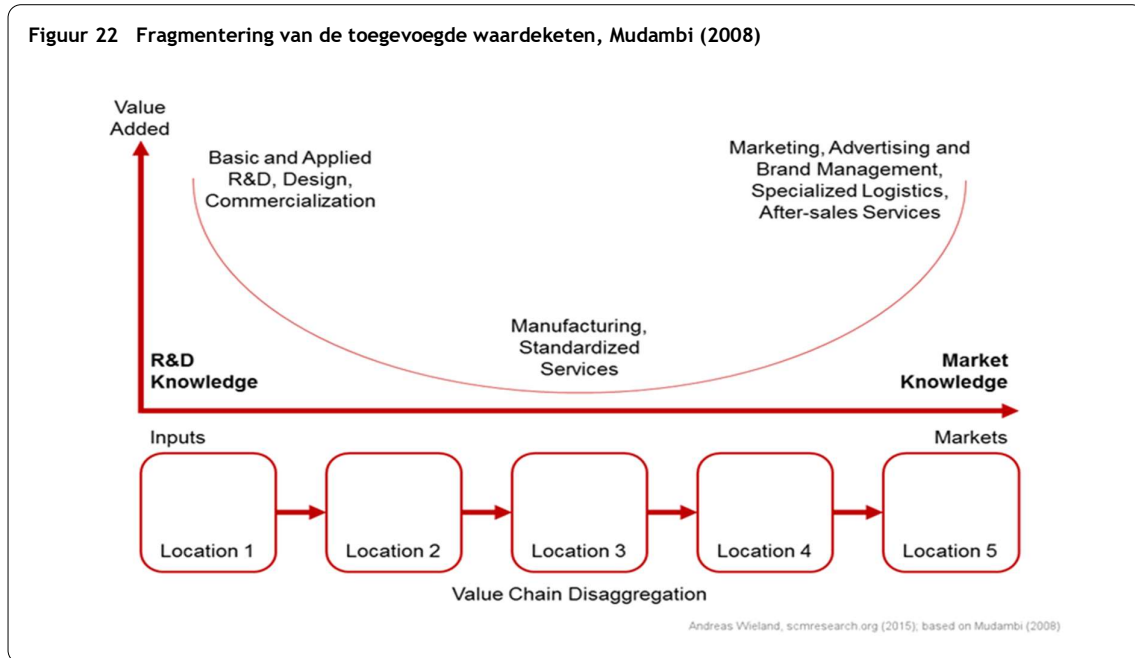 Figuur 22 Fragmentering van de toegevoegde waardeketen, Mudambi (2008)
Value
Added
Basic and Applied
R&D, Design,
Commercialization
Marketing, Advertising and
Brand Management,
Specialized Logistics,
After-sales Services
Manufacturing,
Standardized
Services
R&D
Knowledge
Market
Knowledge
Inputs
Markets
Location 1
Location 2
Location 3
Location 4
Location 5
Value Chain Disaggregation
Andreas Wieland, scmresearch.org (2015); based on Mudambi (2008)